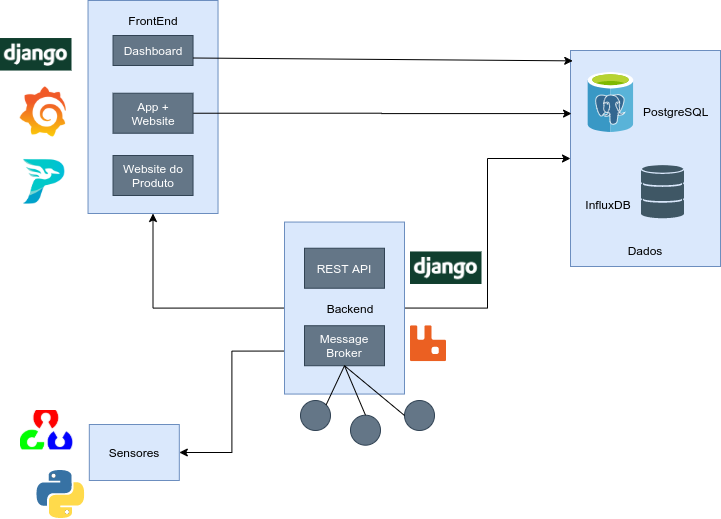 FrontEnd
django
Dashboard
App +
Website
Website do
Produto
PostgreSQL
InfluxDB
Dados
REST API
django
Backend
Message
Broker
Sensores